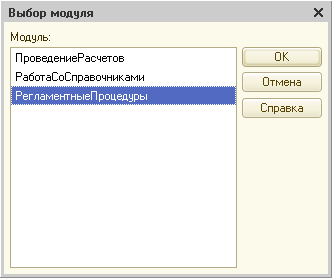 Выбор модуля
Модуль:
ПроведениеРасчетов
РаботаСоСправочниками
РегламентныеПроцедуры
OK
Отмена
Справка